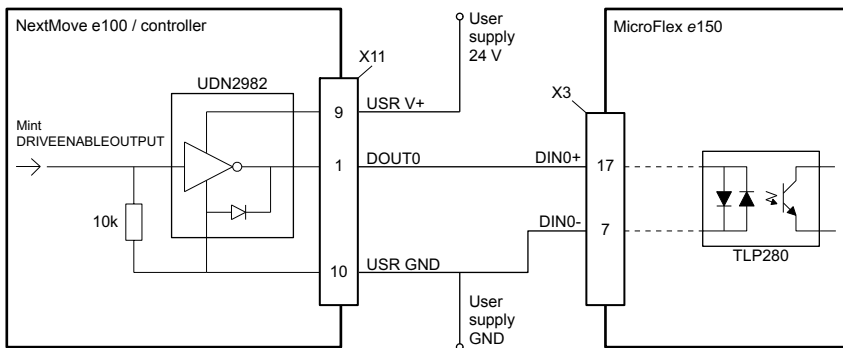 NextMove e100 / controller
User
supply
24 V
MicroFlex e150
X11
UDN2982
X3
9
USR V+
Mint
DRIVEENABLEOUTPUT
1
DOUT0
DIN0+
17
10k
DIN0-
7
TLP280
10
USR GND
User
supply
GND